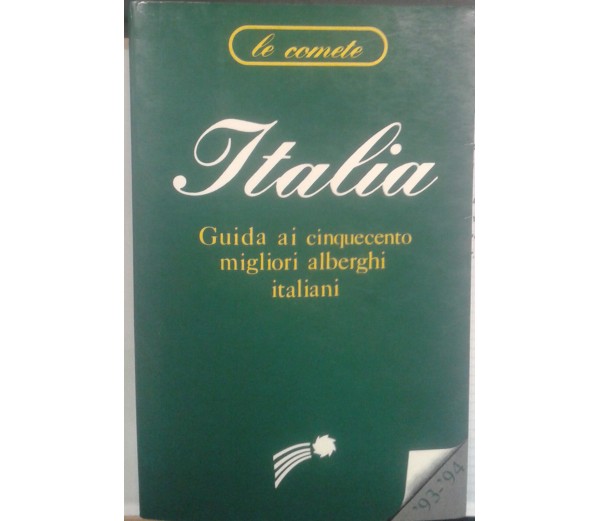 le comete
Italia
Guida ai cinquecento
migliori alberghi
italiani
'93-'94